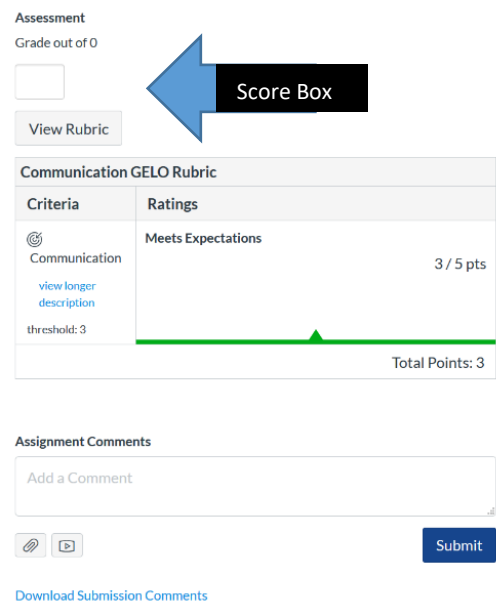 Assessment
Grade out of 0
Score Box
View Rubric
Communication GELO Rubric
Criteria
Ratings
Communication
view longer
description
threshold: 3
Meets Expectations
3 / 5 pts
Total Points: 3
Assignment Comments
Add a Comment
Submit
Download Submission Comments